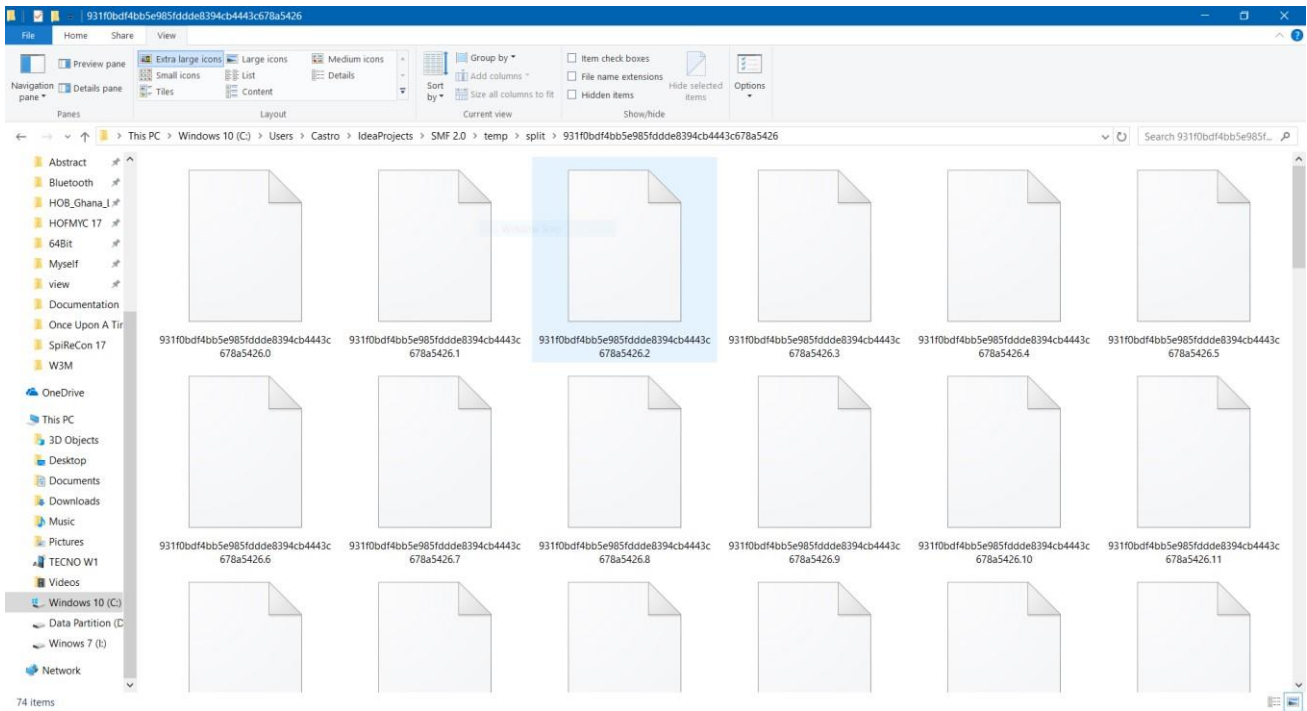 931f0bdf4bb5e985fddde8394cb4443c678a5426
File Home Share View
Navigation pane
Preview pane
Details pane
Panes
Extra large icons Large icons Medium icons
Small icons List Details
Tiles Content
Layout
Sort by
Group by
Add columns
Size all columns to fit
Current view
Item check boxes
File name extensions
Hidden items
Hide selected items
Show/hide
Options
This PC > Windows 10 (C:) > Users > Castro > IdeaProjects > SMF 2.0 > temp > split > 931f0bdf4bb5e985fddde8394cb4443c678a5426
Search 931f0bdf4bb5e985f...
Abstract
Bluetooth
HOB_Ghana_
HOFMYC 17
64Bit
Myself
view
Documentation
Once Upon A Tir
SpiReCon 17
W3M
OneDrive
This PC
3D Objects
Desktop
Documents
Downloads
Music
Pictures
TECNO W1
Videos
Windows 10 (C:)
Data Partition (D
Winows 7 (I:)
Network
931f0bdf4bb5e985fddde8394cb4443c 931f0bdf4bb5e985fddde8394cb4443c 931f0bdf4bb5e985fddde8394cb4443c 931f0bdf4bb5e985fddde8394cb4443c 931f0bdf4bb5e985fddde8394cb4443c 931f0bdf4bb5e985fddde8394cb4443c
678a5426.0 678a5426.1 678a5426.2 678a5426.3 678a5426.4 678a5426.5
931f0bdf4bb5e985fddde8394cb4443c 931f0bdf4bb5e985fddde8394cb4443c 931f0bdf4bb5e985fddde8394cb4443c 931f0bdf4bb5e985fddde8394cb4443c 931f0bdf4bb5e985fddde8394cb4443c 931f0bdf4bb5e985fddde8394cb4443c
678a5426.6 678a5426.7 678a5426.8 678a5426.9 678a5426.10 678a5426.11
74 items